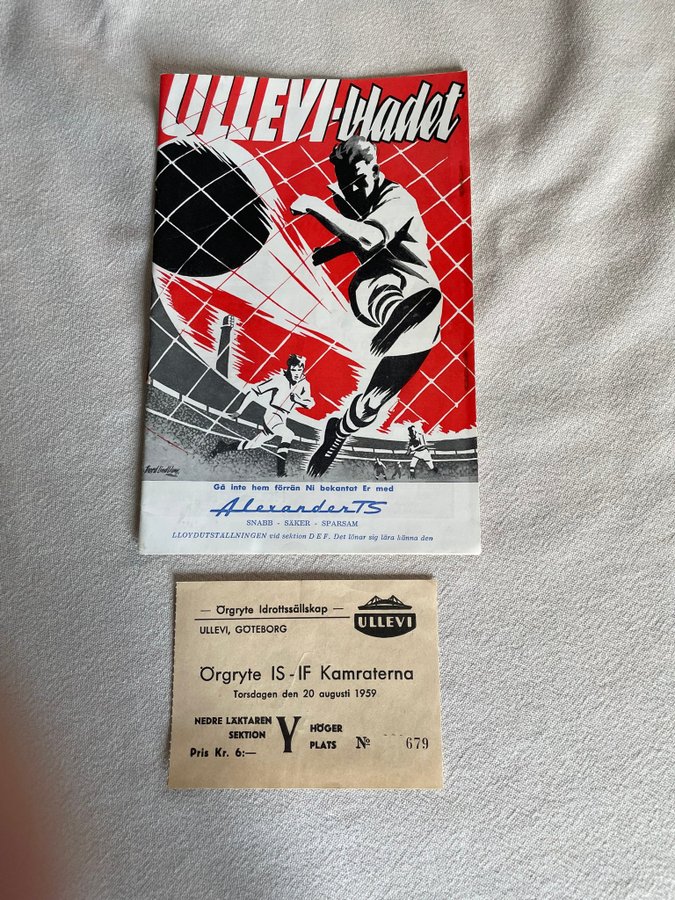 ULLEVI-bladet
Gå inte hem förrän Ni bekantat Er med
Alexander TS
SNABB - SÄKER - SPARSAM
LLOYDUTSTÄLLNINGEN vid sektion D E F. Det lönar sig lära känna den
— Örgryte Idrottssällskap —
ULLEVI, GÖTEBORG
ULLEVI
Örgryte IS - IF Kamraterna
Torsdagen den 20 augusti 1959
NEDRE LÄKTAREN
SEKTION
Y
HÖGER
PLATS
Nº
679
Pris Kr. 6:—